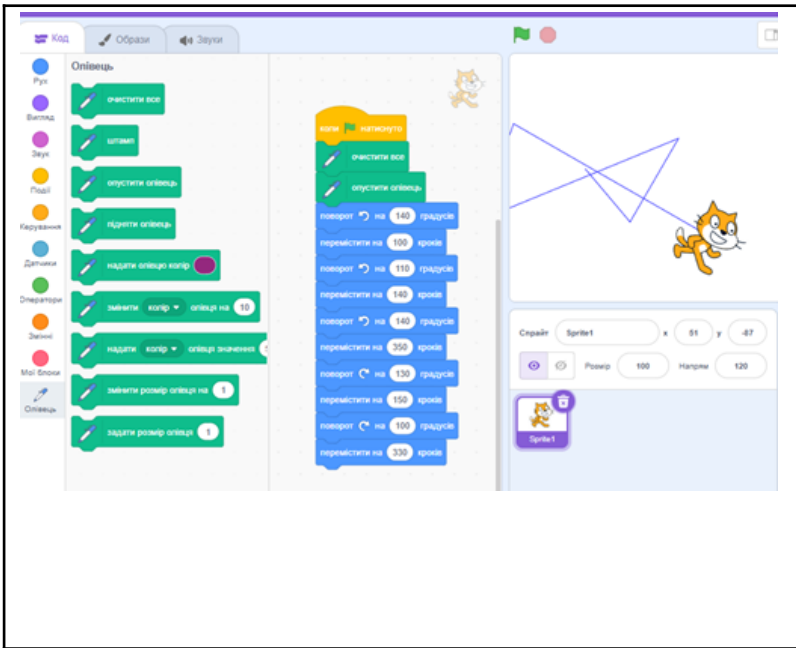 Код
Образи
Звуки
Рух
Вигляд
Звук
Події
Керування
Датчики
Оператори
Змінні
Мої блоки
Олівець
Олівець
очистити все
штамп
опустити олівець
підняти олівець
надати олівцю колір
змінити колір олівця на 10
надати колір олівця значення
змінити розмір олівця на 1
задати розмір олівця 1
коли натиснуто
очистити все
опустити олівець
поворот на 140 градусів
перемістити на 100 кроків
поворот на 110 градусів
перемістити на 140 кроків
поворот на 140 градусів
перемістити на 350 кроків
поворот на 130 градусів
перемістити на 150 кроків
поворот на 100 градусів
перемістити на 330 кроків
Спрайт Sprite1 x 51 y -87
Розмір 100 Напрям 120
Sprite1